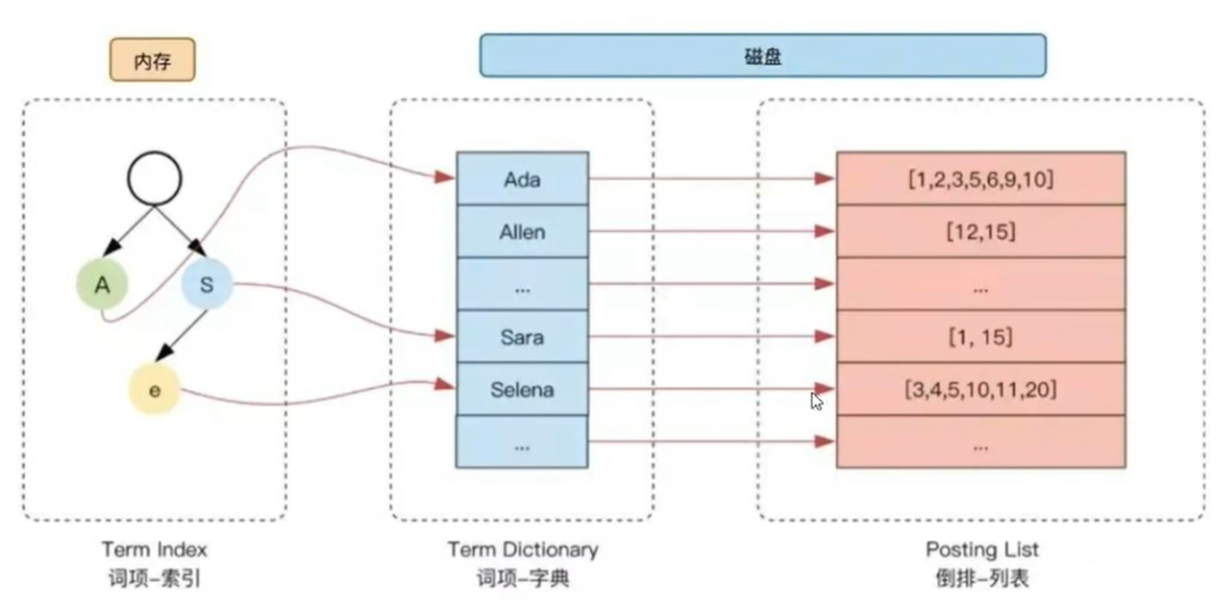 内存
磁盘
A
S
e
Ada
Allen
...
Sara
Selena
...
[1,2,3,5,6,9,10]
[12,15]
...
[1, 15]
[3,4,5,10,11,20]
...
Term Index
词项-索引
Term Dictionary
词项-字典
Posting List
倒排-列表